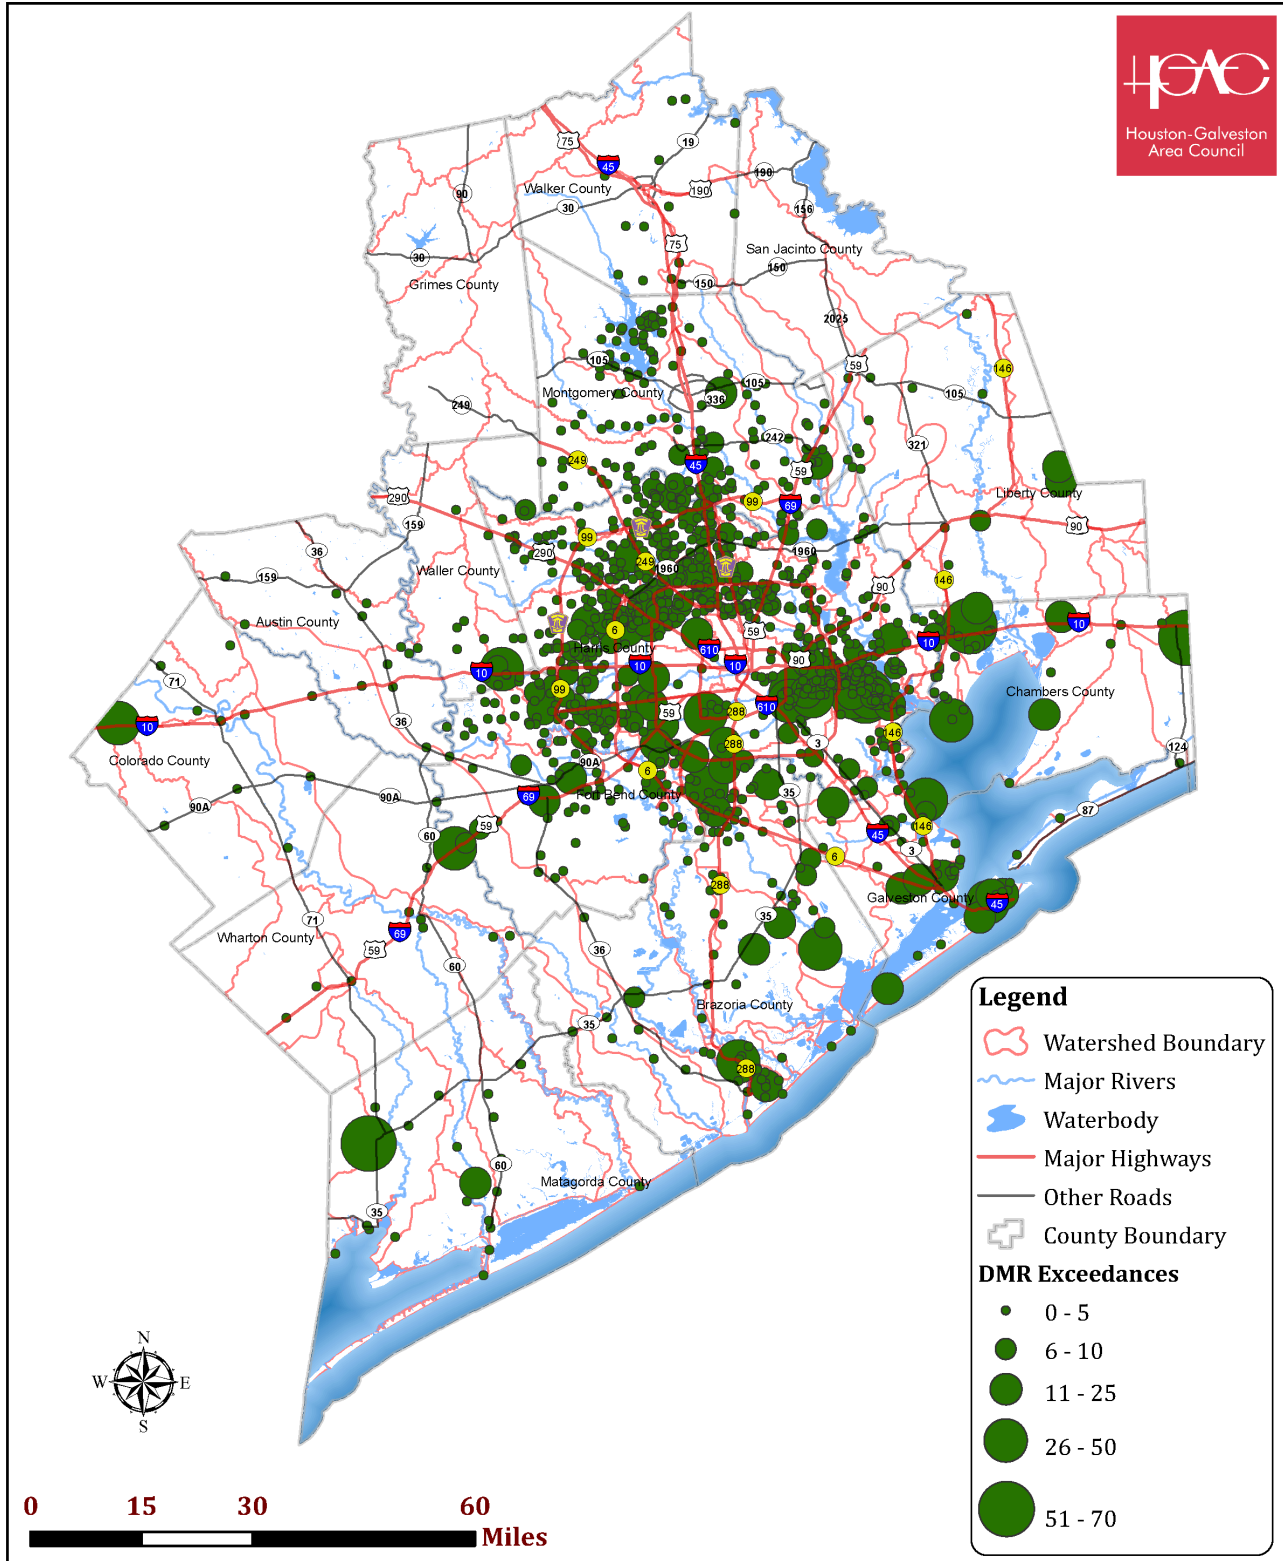 HGAC
Houston-Galveston
Area Council
75
45
19
Walker County
190
190
90
30
156
75
San Jacinto County
30
150
150
Grimes County
2025
59
146
105
105
105
Montgomery County
336
249
242
321
249
45
59
Liberty County
290
99
69
90
159
99
290
1960
36
249
1960
Waller County
159
90
146
Austin County
6
59
10
10
Harris County
610
10
10
90
10
71
99
Chambers County
288
610
59
36
146
10
288
3
124
Colorado County
90A
6
35
90A
90A
69
Fort Bend County
87
59
60
45
146
3
6
288
Galveston County
45
71
35
Wharton County
69
59
36
60
Brazoria County
35
288
60
Matagorda County
35
Legend
Watershed Boundary
Major Rivers
Waterbody
Major Highways
Other Roads
County Boundary
DMR Exceedances
0 - 5
6 - 10
11 - 25
26 - 50
51 - 70
N
W
E
S
0
15
30
60
Miles